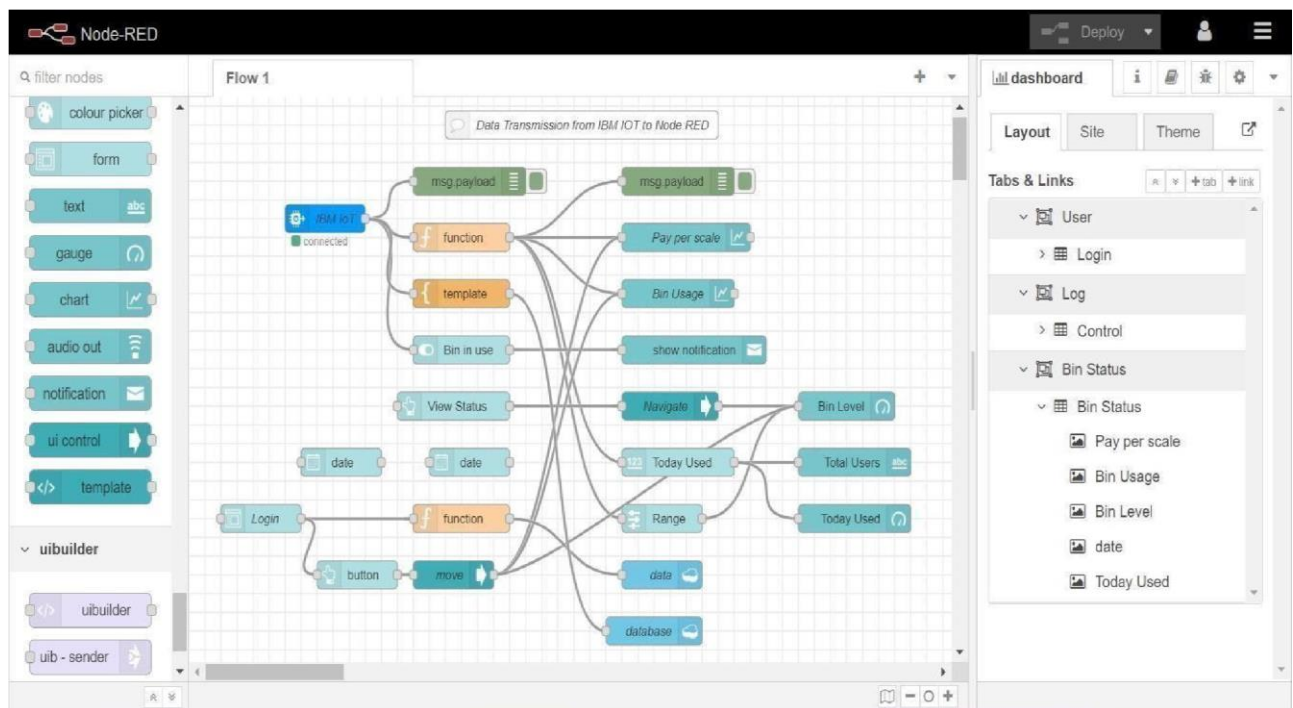 Node-RED
Deploy
filter nodes
Flow 1
dashboard
i
colour picker
form
text
abc
gauge
chart
audio out
notification
ui control
</> template
uibuilder
</> uibuilder
uib - sender
Data Transmission from IBM IOT to Node RED
msg.payload
msg.payload
IBM IoT
connected
function
Pay per scale
template
Bin Usage
Bin in use
show notification
View Status
Navigate
Bin Level
date
date
123 Today Used
Total Users abc
Login
function
Range
Today Used
button
move
data
database
Layout
Site
Theme
Tabs & Links
+ tab
+ link
User
Login
Log
Control
Bin Status
Bin Status
Pay per scale
Bin Usage
Bin Level
date
Today Used